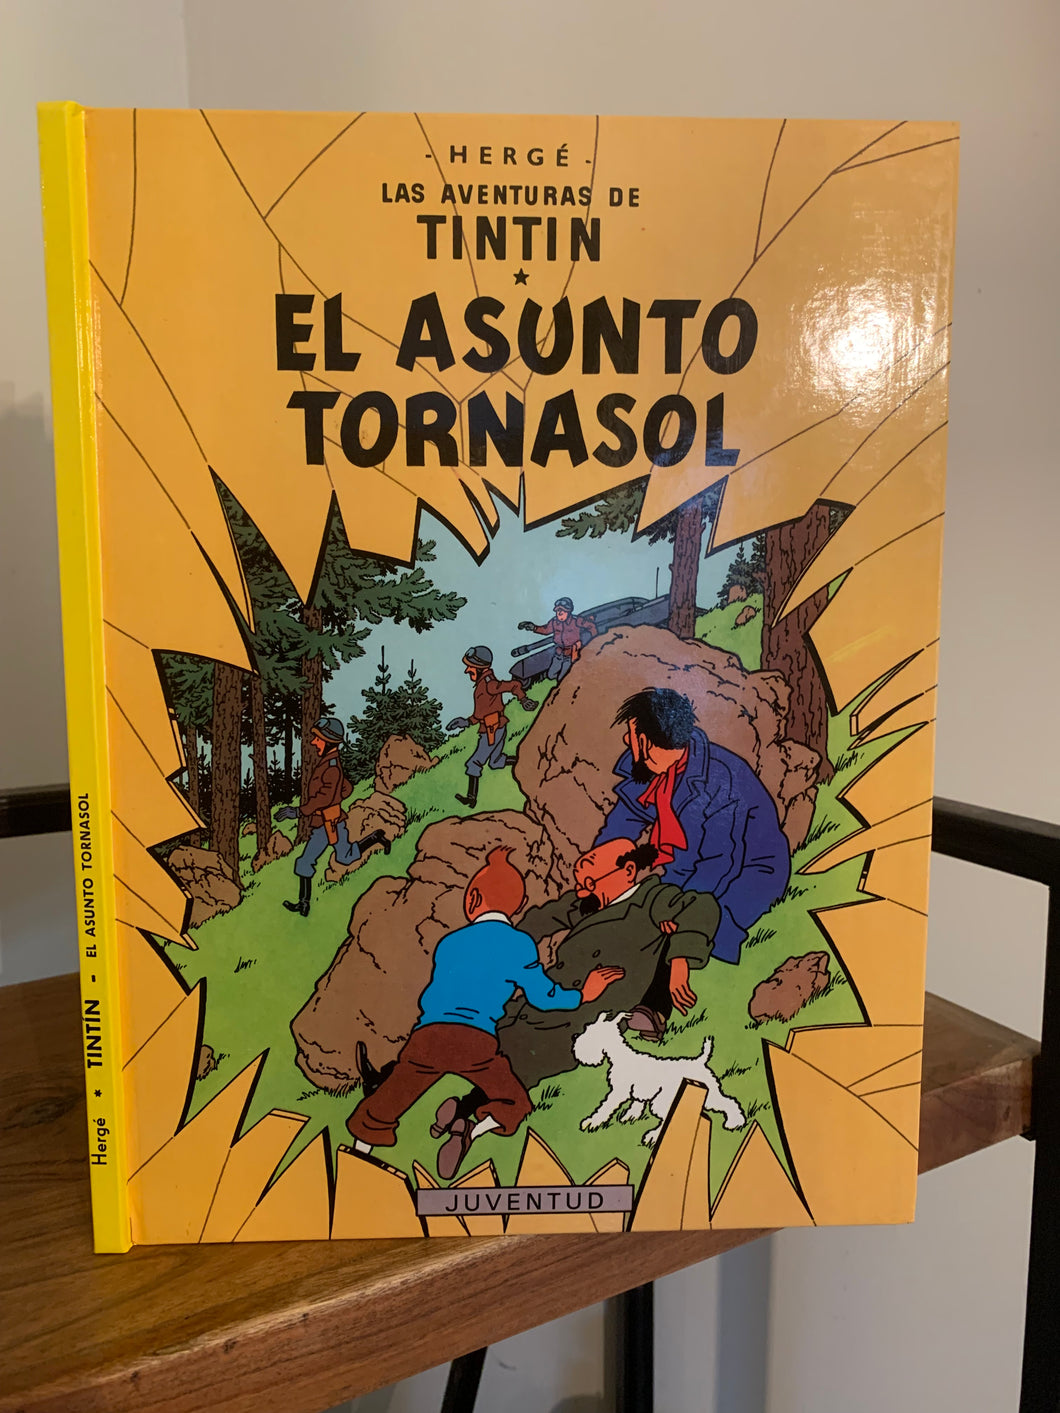 - HERGÉ -
LAS AVENTURAS DE
TINTIN
★
EL ASUNTO
TORNASOL
JUVENTUD
Hergé * TINTÍN - EL ASUNTO TORNASOL